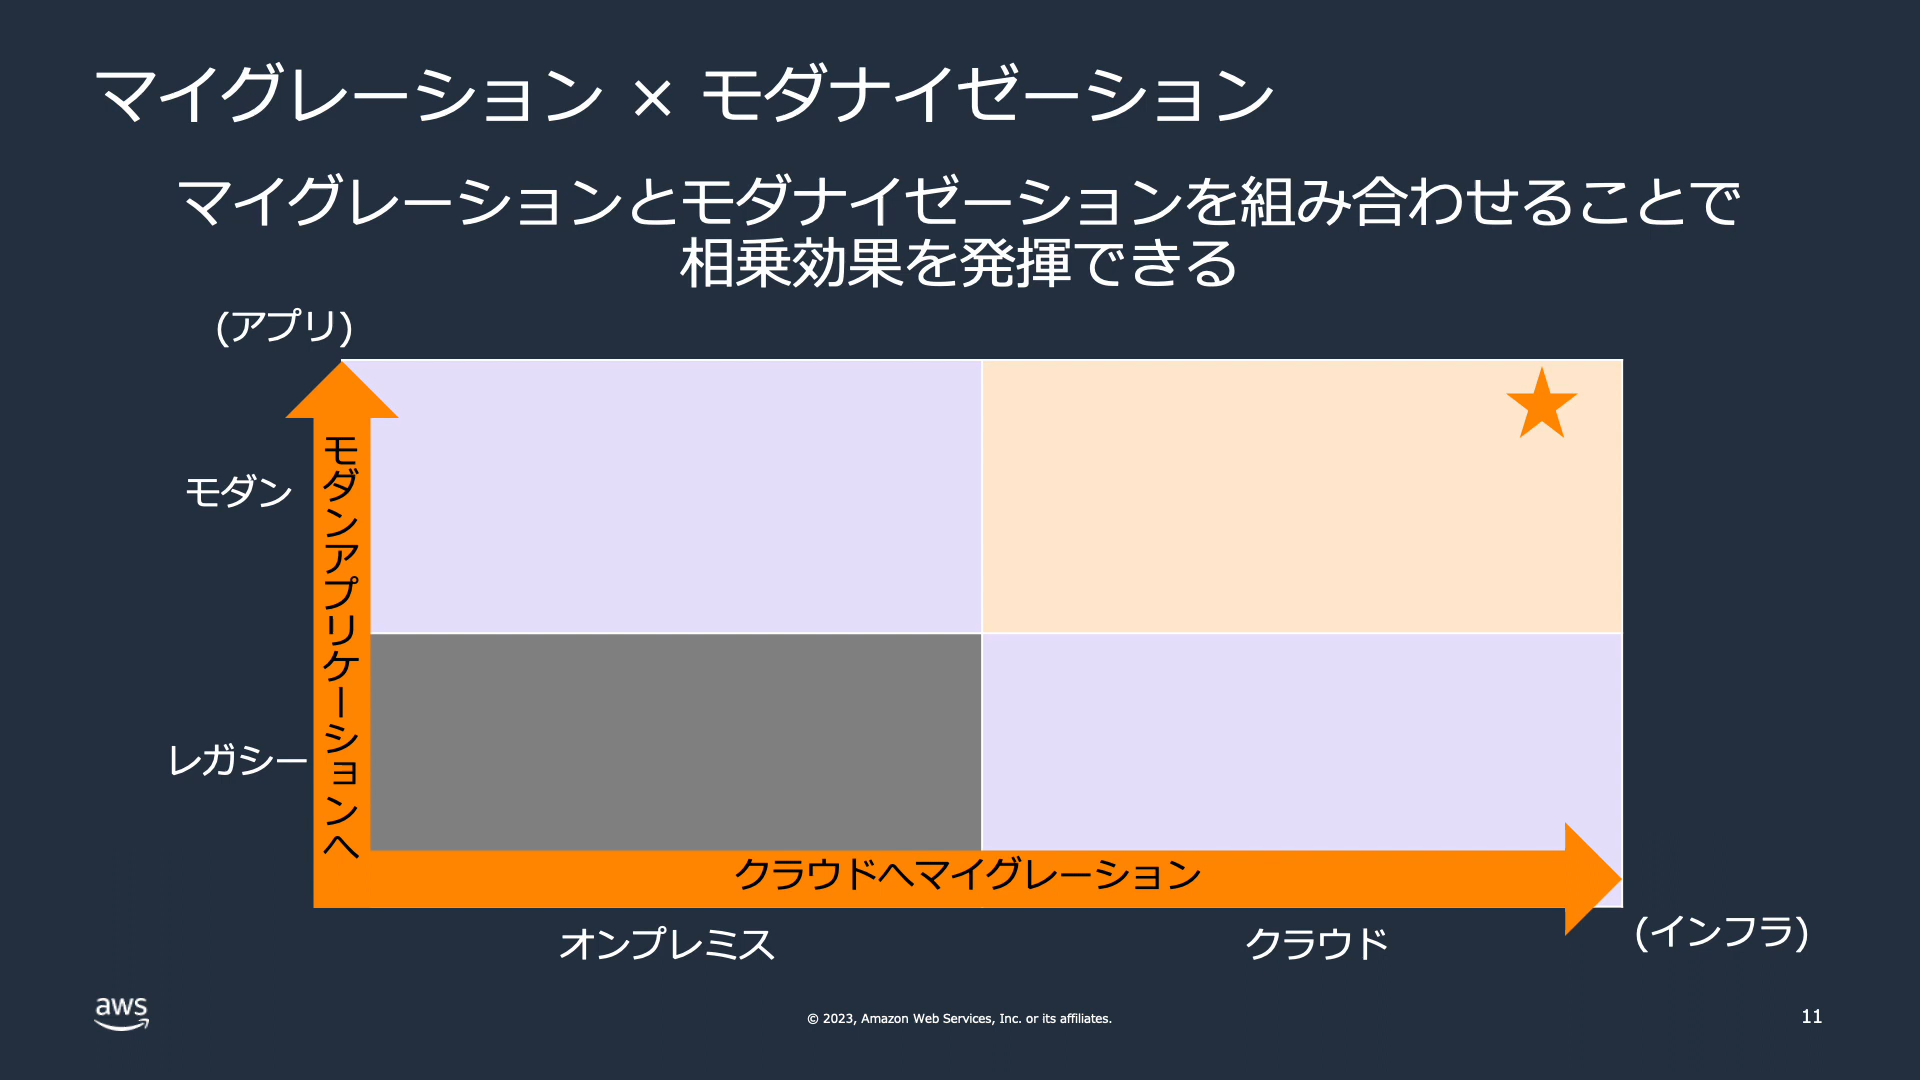 マイグレーション × モダナイゼーション
マイグレーションとモダナイゼーションを組み合わせることで
相乗効果を発揮できる
(アプリ)
モダン
レガシー
モダンアプリケーションへ
クラウドへマイグレーション
オンプレミス
クラウド
(インフラ)
aws
© 2023, Amazon Web Services, Inc. or its affiliates.
11